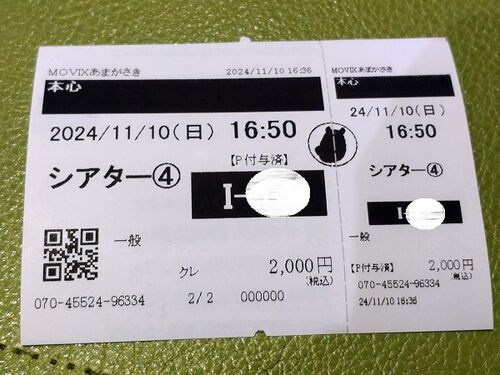 MOVIXあまがさき 2024/11/10 16:36
本心
2024/11/10(日) 16:50
【P付与済】
シアター④
I-
一般
クレ 2,000円
(税込)
070-45524-96334 2/2 000000
MOVIXあまがさき
本心
24/11/10(日)
16:50
シアター④
I-
一般
【P付与済】 2,000円
(税込)
070-45524-96334
24/11/10 16:36